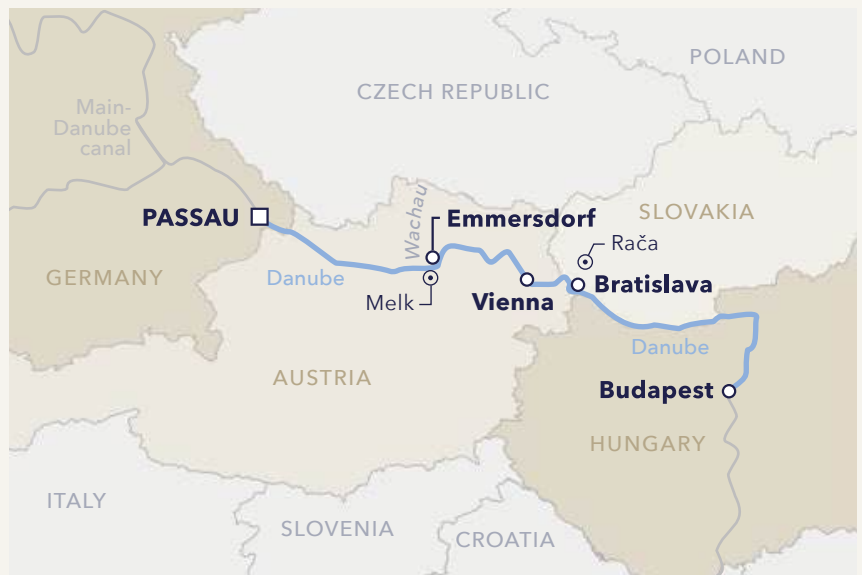 POLAND
CZECH REPUBLIC
Main-
Danube
canal
Wachau
PASSAU
Emmersdorf
SLOVAKIA
Rača
GERMANY
Danube
Melk
Vienna
Bratislava
Danube
AUSTRIA
Budapest
HUNGARY
ITALY
SLOVENIA
CROATIA